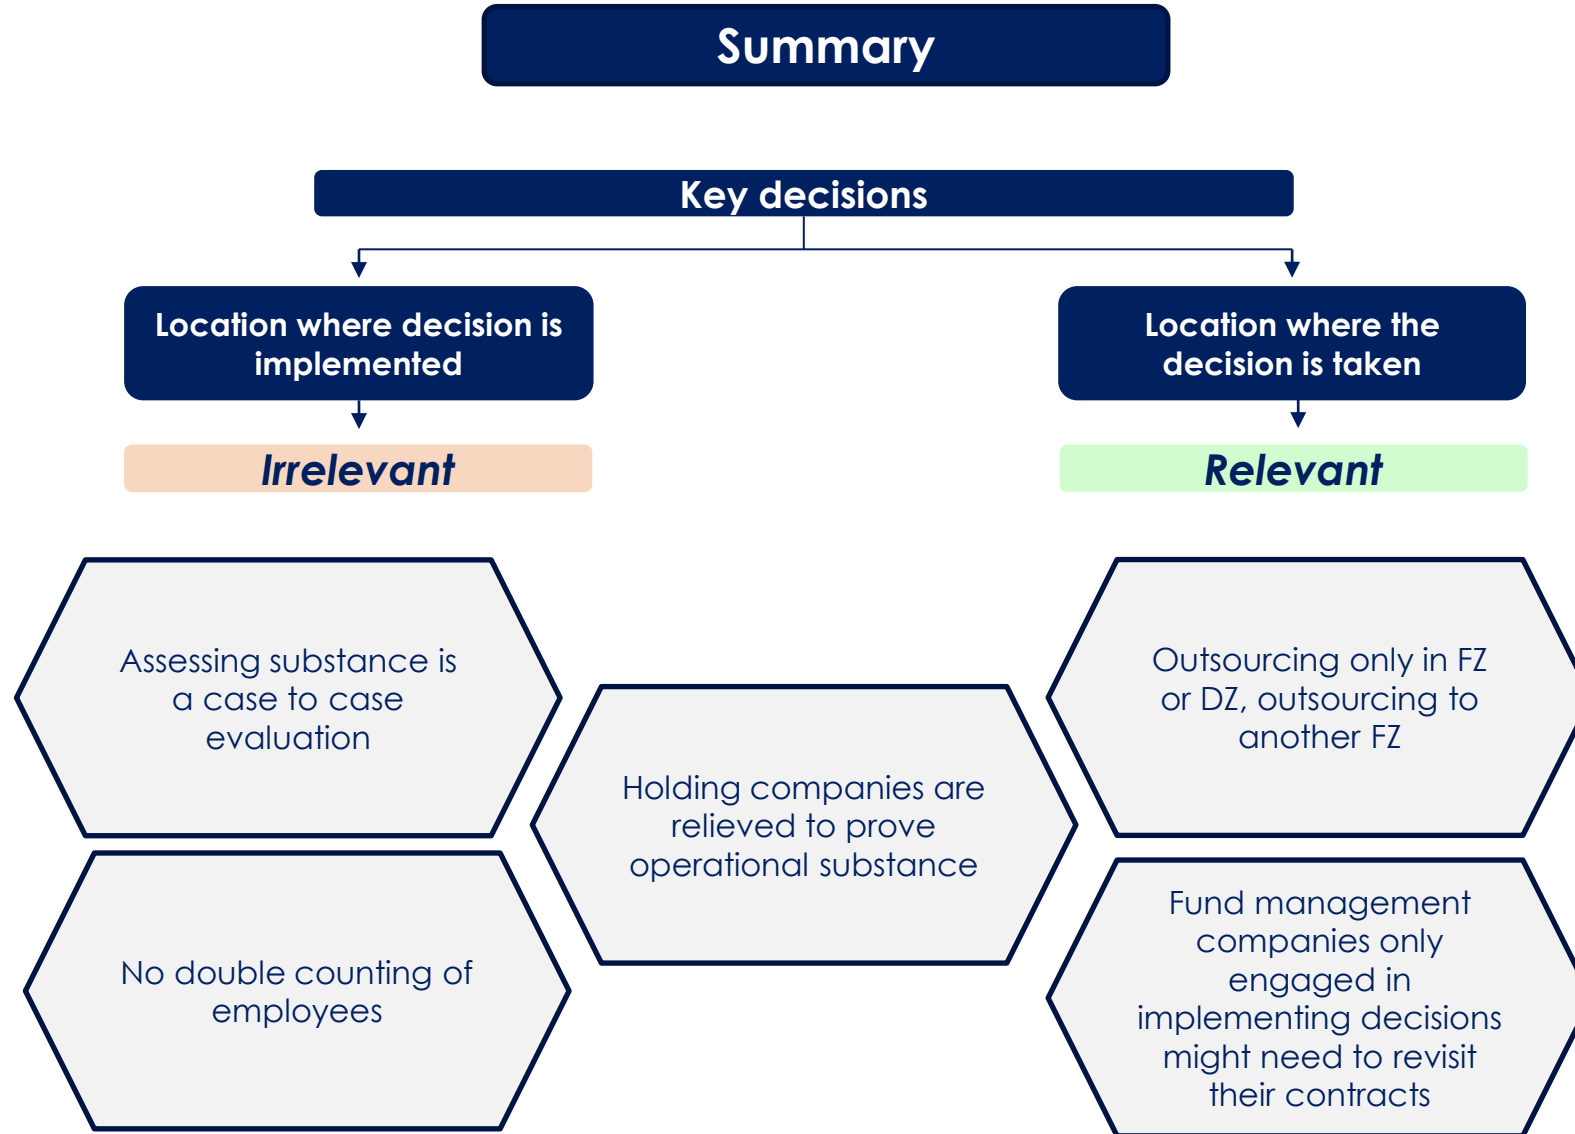 Summary
Key decisions
Location where decision is
implemented
Location where the
decision is taken
Irrelevant
Relevant
Assessing substance is
a case to case
evaluation
Outsourcing only in FZ
or DZ, outsourcing to
another FZ
Holding companies are
relieved to prove
operational substance
No double counting of
employees
Fund management
companies only
engaged in
implementing decisions
might need to revisit
their contracts